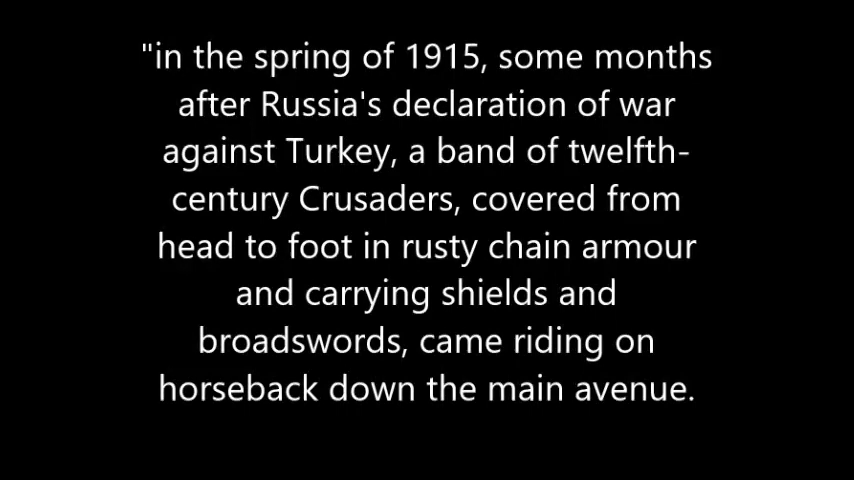 "in the spring of 1915, some months
after Russia's declaration of war
against Turkey, a band of twelfth-
century Crusaders, covered from
head to foot in rusty chain armour
and carrying shields and
broadswords, came riding on
horseback down the main avenue.